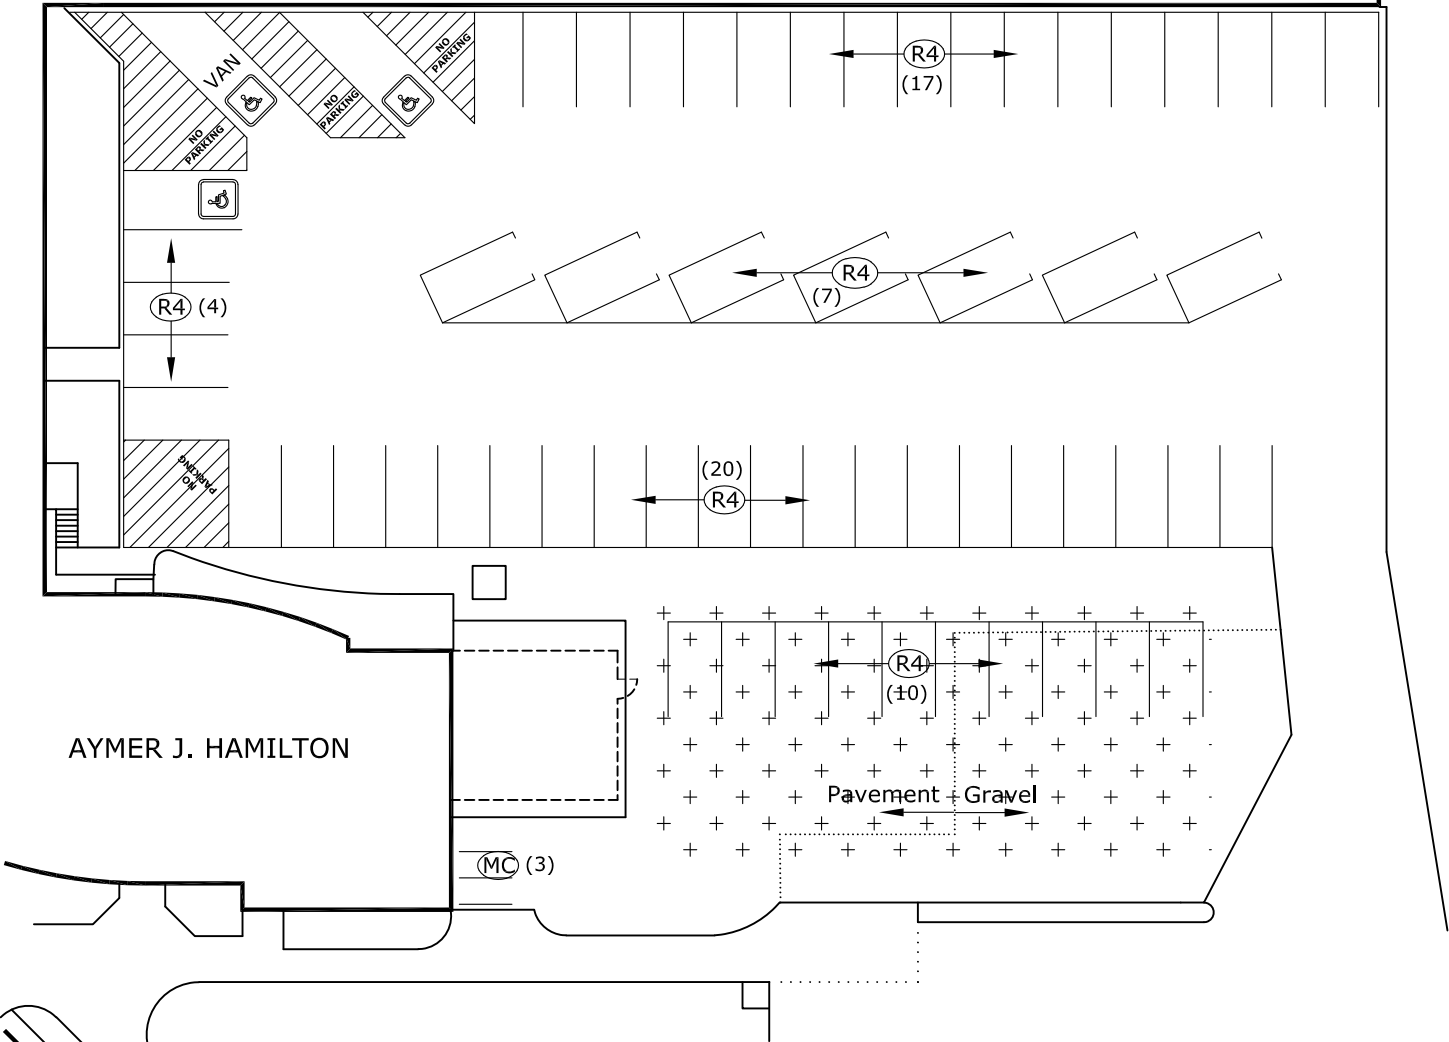 NO
PARKING
R4
(17)
VAN
NO
PARKING
NO
PARKING
R4
(7)
R4 (4)
(20)
R4
NO
PARKING
R4
(10)
AYMER J. HAMILTON
Pavement Gravel
MC (3)